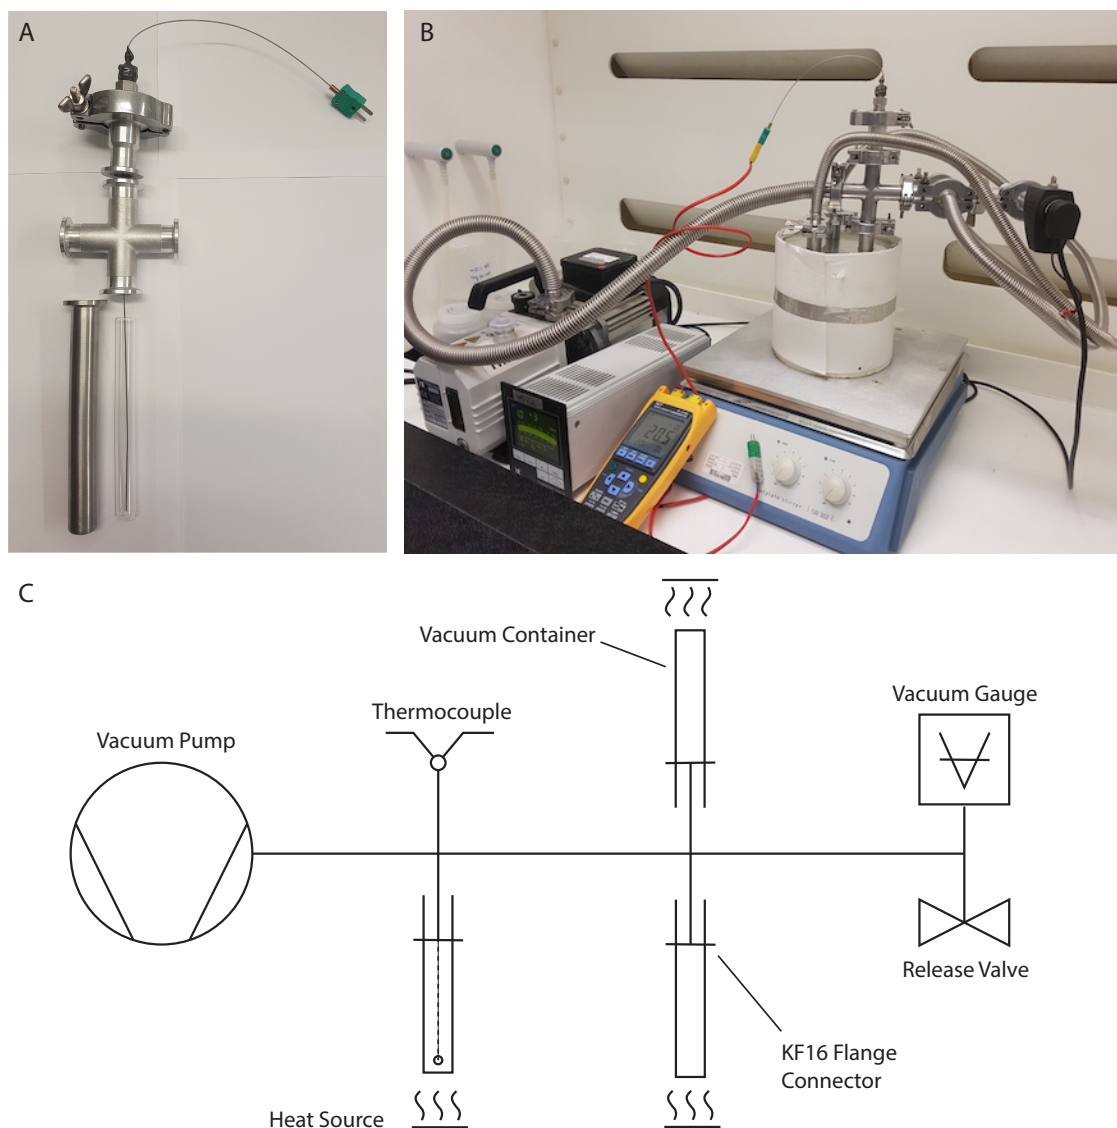 A
B
20.5
C
Vacuum Container
Vacuum Gauge
Thermocouple
Vacuum Pump
Release Valve
KF16 Flange
Connector
Heat Source